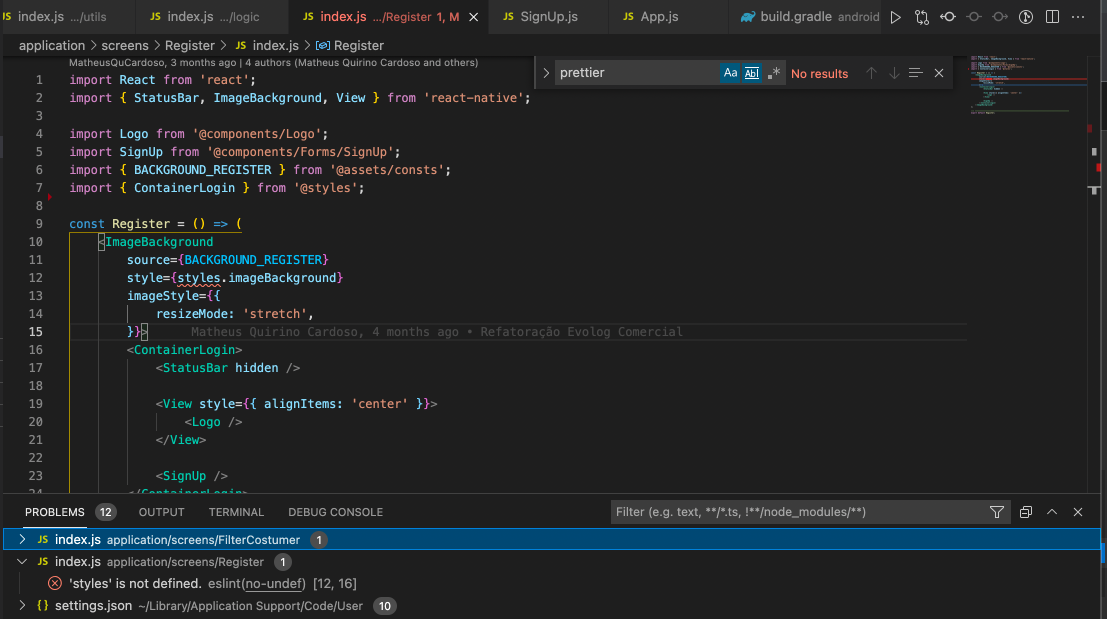 JS index.js .../utils JS index.js .../logic JS index.js .../Register 1, M JS SignUp.js JS App.js build.gradle android
application > screens > Register > JS index.js > Register
MatheusQuCardoso, 3 months ago | 4 authors (Matheus Quirino Cardoso and others)
prettier Aa Abl .* No results
1 import React from 'react';
2 import { StatusBar, ImageBackground, View } from 'react-native';
3
4 import Logo from '@components/Logo';
5 import SignUp from '@components/Forms/SignUp';
6 import { BACKGROUND_REGISTER } from '@assets/consts';
7 import { ContainerLogin } from '@styles';
8
9 const Register = () => (
10 <ImageBackground
11 source={BACKGROUND_REGISTER}
12 style={styles.imageBackground}
13 imageStyle={{
14 resizeMode: 'stretch',
15 }}> Matheus Quirino Cardoso, 4 months ago • Refatoração Evolog Comercial
16 <ContainerLogin>
17 <StatusBar hidden />
18
19 <View style={{ alignItems: 'center' }}>
20 <Logo />
21 </View>
22
23 <SignUp />
24 </ContainerLogin>
PROBLEMS 12 OUTPUT TERMINAL DEBUG CONSOLE Filter (e.g. text, **/*.ts, !**/node_modules/**)
JS index.js application/screens/FilterCostumer 1
JS index.js application/screens/Register 1
'styles' is not defined. eslint(no-undef) [12, 16]
{} settings.json ~/Library/Application Support/Code/User 10